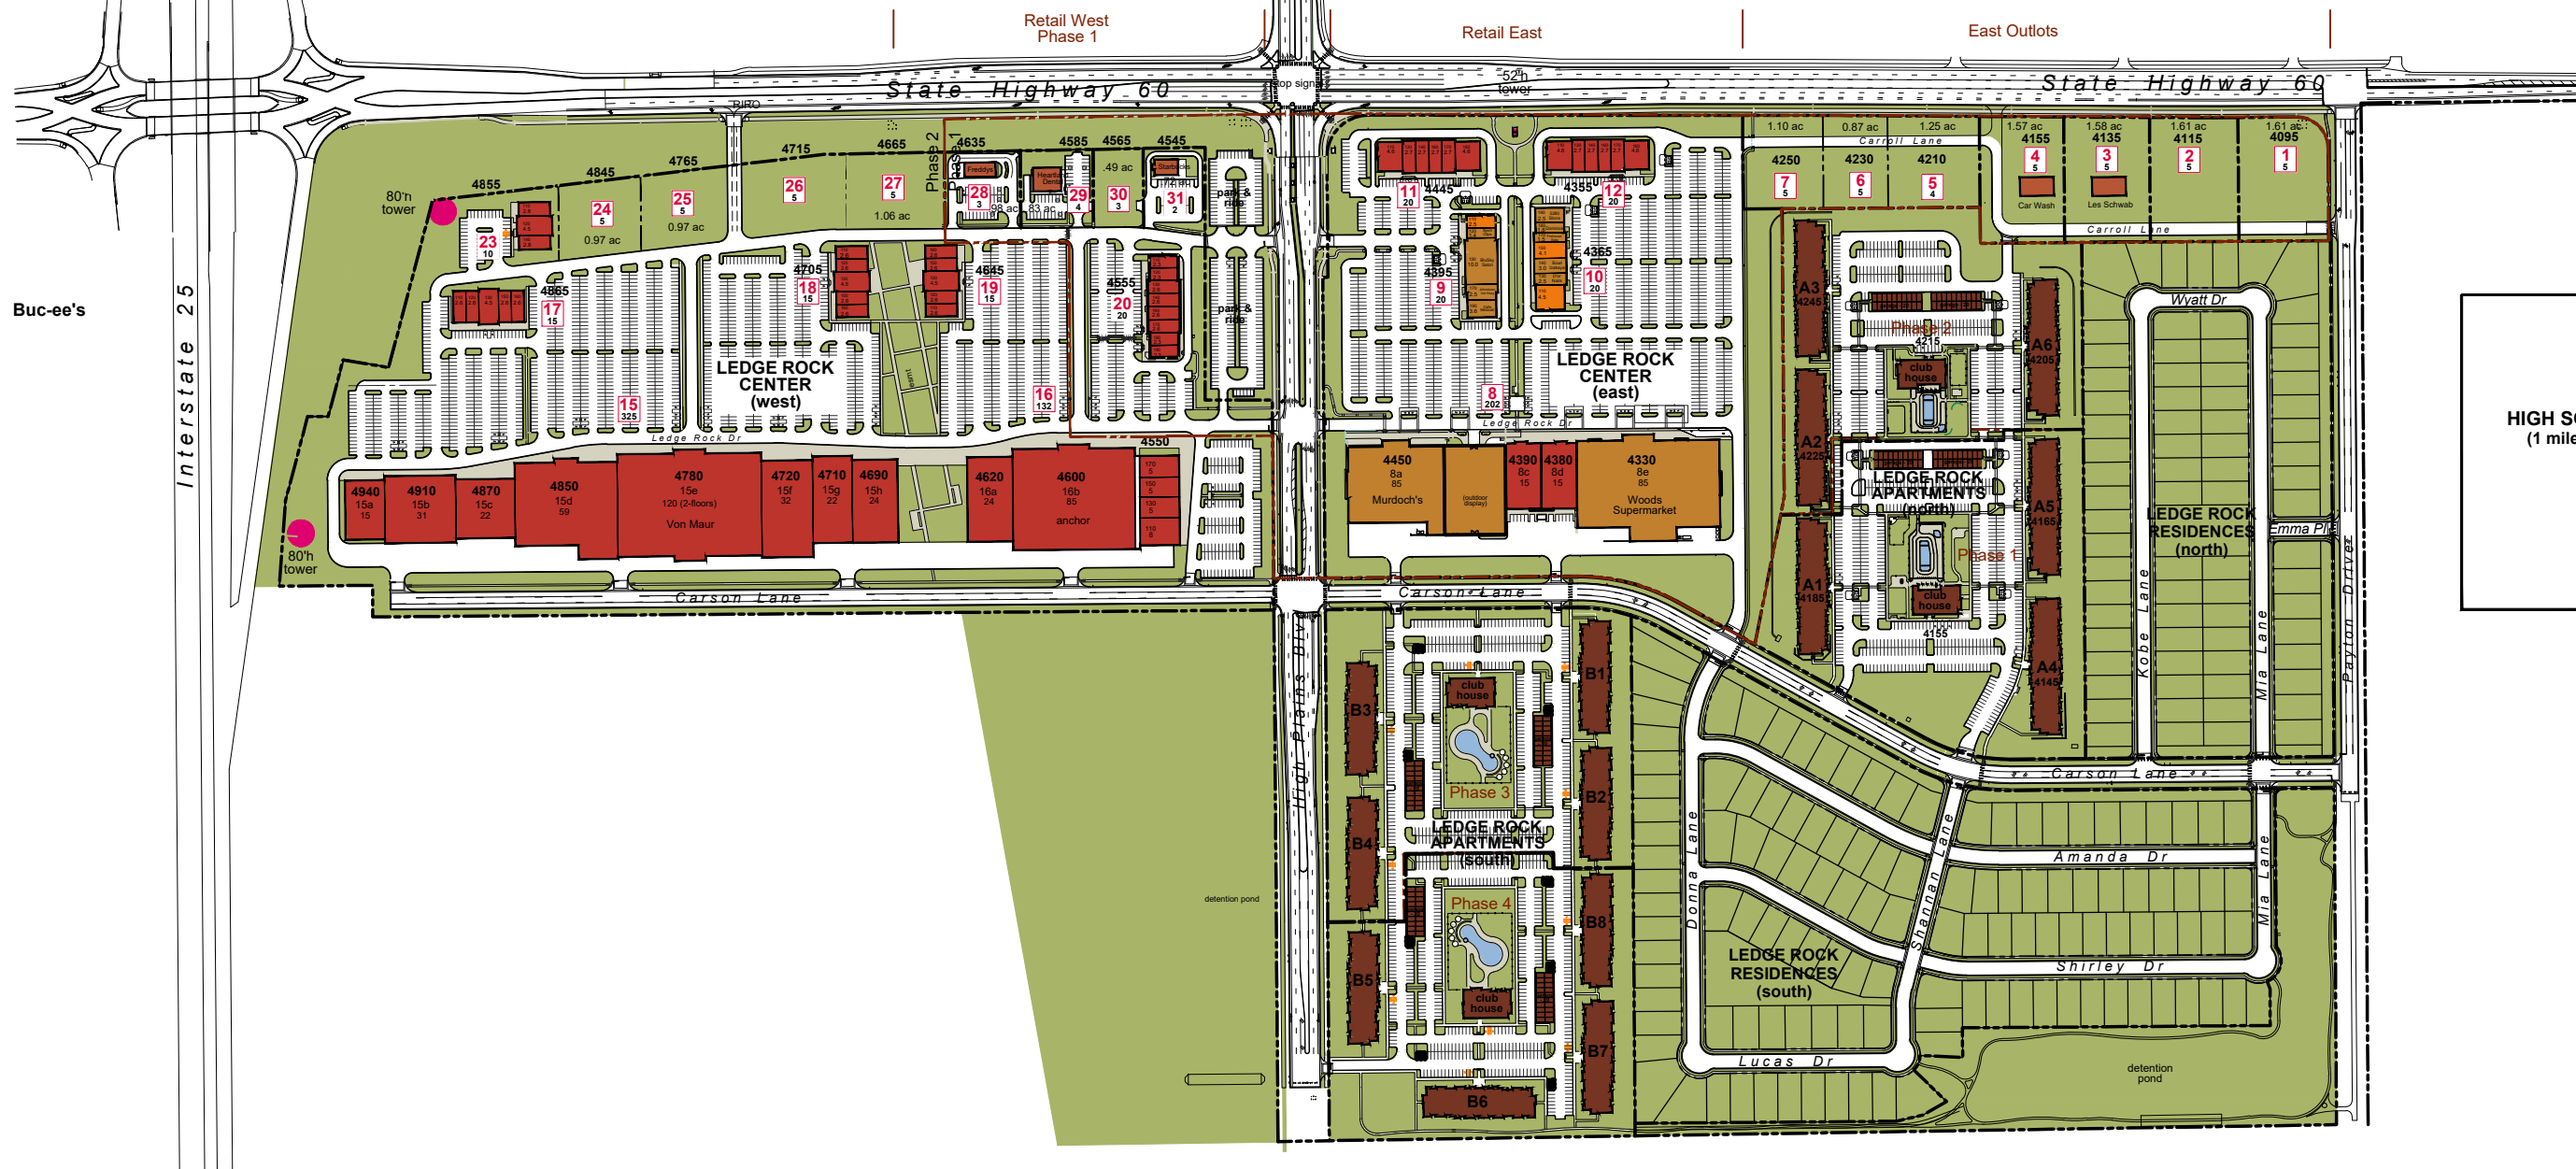 Retail West
Phase 1
Retail East
East Outlots
State Highway 60
52'h
tower
State Highway 60
RIRO
Phase 2
4635
4585
4565
4545
4665
4715
4765
4845
4855
80'h
tower
23
10
24
5
0.97 ac
25
5
0.97 ac
26
5
27
5
1.06 ac
Freddys
28
3
29
4
.49 ac
30
3
Starbucks
31
2
park &
ride
park &
ride
11
20
4445
4355
12
20
1.10 ac
0.87 ac
1.25 ac
1.57 ac
1.58 ac
1.61 ac
1.61 ac
Carroll Lane
4250
7
5
4230
6
5
4210
5
4
4155
4
5
Car Wash
4135
3
5
Les Schwab
4115
2
5
4095
1
5
Carroll Lane
Buc-ee's
Interstate 25
4865
17
15
4705
18
15
4645
19
15
4555
20
20
4395
9
20
4365
10
20
LEDGE ROCK
CENTER
(west)
15
325
16
132
LEDGE ROCK
CENTER
(east)
8
202
Ledge Rock Dr
Ledge Rock Dr
4940
15a
15
4910
15b
31
4870
15c
22
4850
15d
59
4780
15e
120 (2-floors)
Von Maur
4720
15f
32
4710
15g
22
4690
15h
24
4620
16a
24
4600
16b
85
anchor
4550
170
5
150
5
130
5
110
6
4450
8a
85
Murdoch's
(outdoor
display)
4390
8c
15
4380
8d
15
4330
8e
85
Woods
Supermarket
80'h
tower
Carson Lane
Carson Lane
A3
4245
A2
4225
A1
4185
Phase 2
4215
club
house
A6
4205
LEDGE ROCK
APARTMENTS
(north)
A5
4165
Phase 1
club
house
4155
A4
4145
Wyatt Dr
LEDGE ROCK
RESIDENCES
(north)
Emma Pl
Kobe Lane
Mia Lane
Payton Drive
HIGH S
(1 mile
High Plains Blvd
B3
B1
club
house
Phase 3
B2
B4
LEDGE ROCK
APARTMENTS
(south)
Phase 4
B8
B5
club
house
B7
B6
detention pond
Carson Lane
Donna Lane
Shannan Lane
Amanda Dr
Mia Lane
Shirley Dr
LEDGE ROCK
RESIDENCES
(south)
Lucas Dr
detention
pond